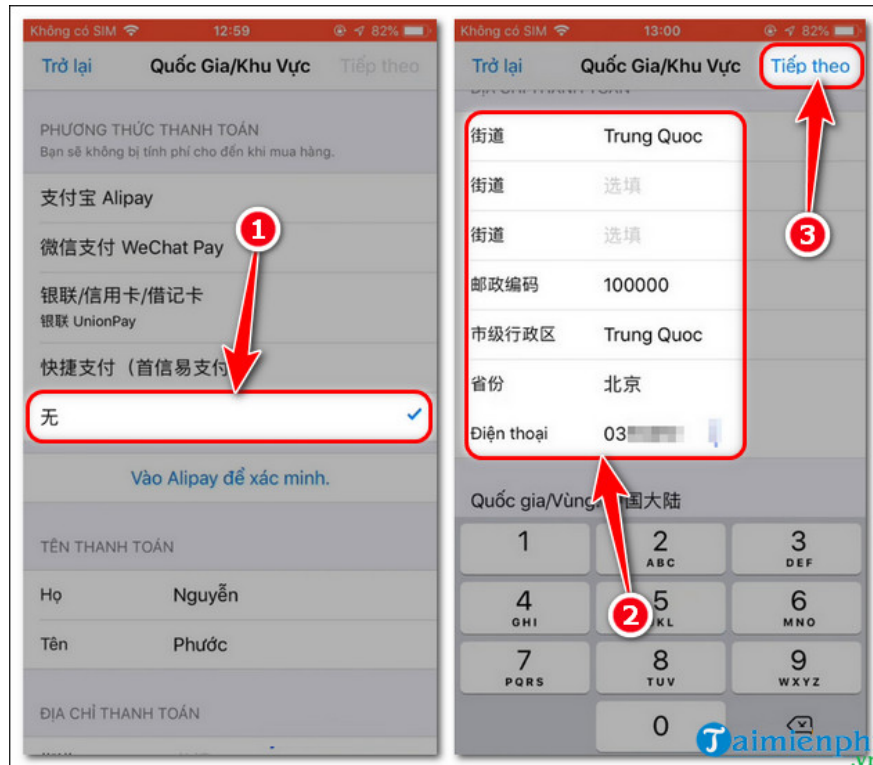 Không có SIM 12:59 82%
Trở lại Quốc Gia/Khu Vực Tiếp theo
PHƯƠNG THỨC THANH TOÁN
Bạn sẽ không bị tính phí cho đến khi mua hàng.
支付宝 Alipay
微信支付 WeChat Pay
银联/信用卡/借记卡
银联 UnionPay
快捷支付（首信易支付
无
Vào Alipay để xác minh.
TÊN THANH TOÁN
Họ Nguyễn
Tên Phước
ĐỊA CHỈ THANH TOÁN
1
Không có SIM 13:00 82%
Trở lại Quốc Gia/Khu Vực Tiếp theo
街道 Trung Quoc
街道 选填
街道 选填
邮政编码 100000
市级行政区 Trung Quoc
省份 北京
Điện thoại 03
Quốc gia/Vùng 国大陆
1 2 3
ABC DEF
4 5 6
GHI KL MNO
7 8 9
PQRS TUV WXYZ
0
2
3
Taimienph
.vn